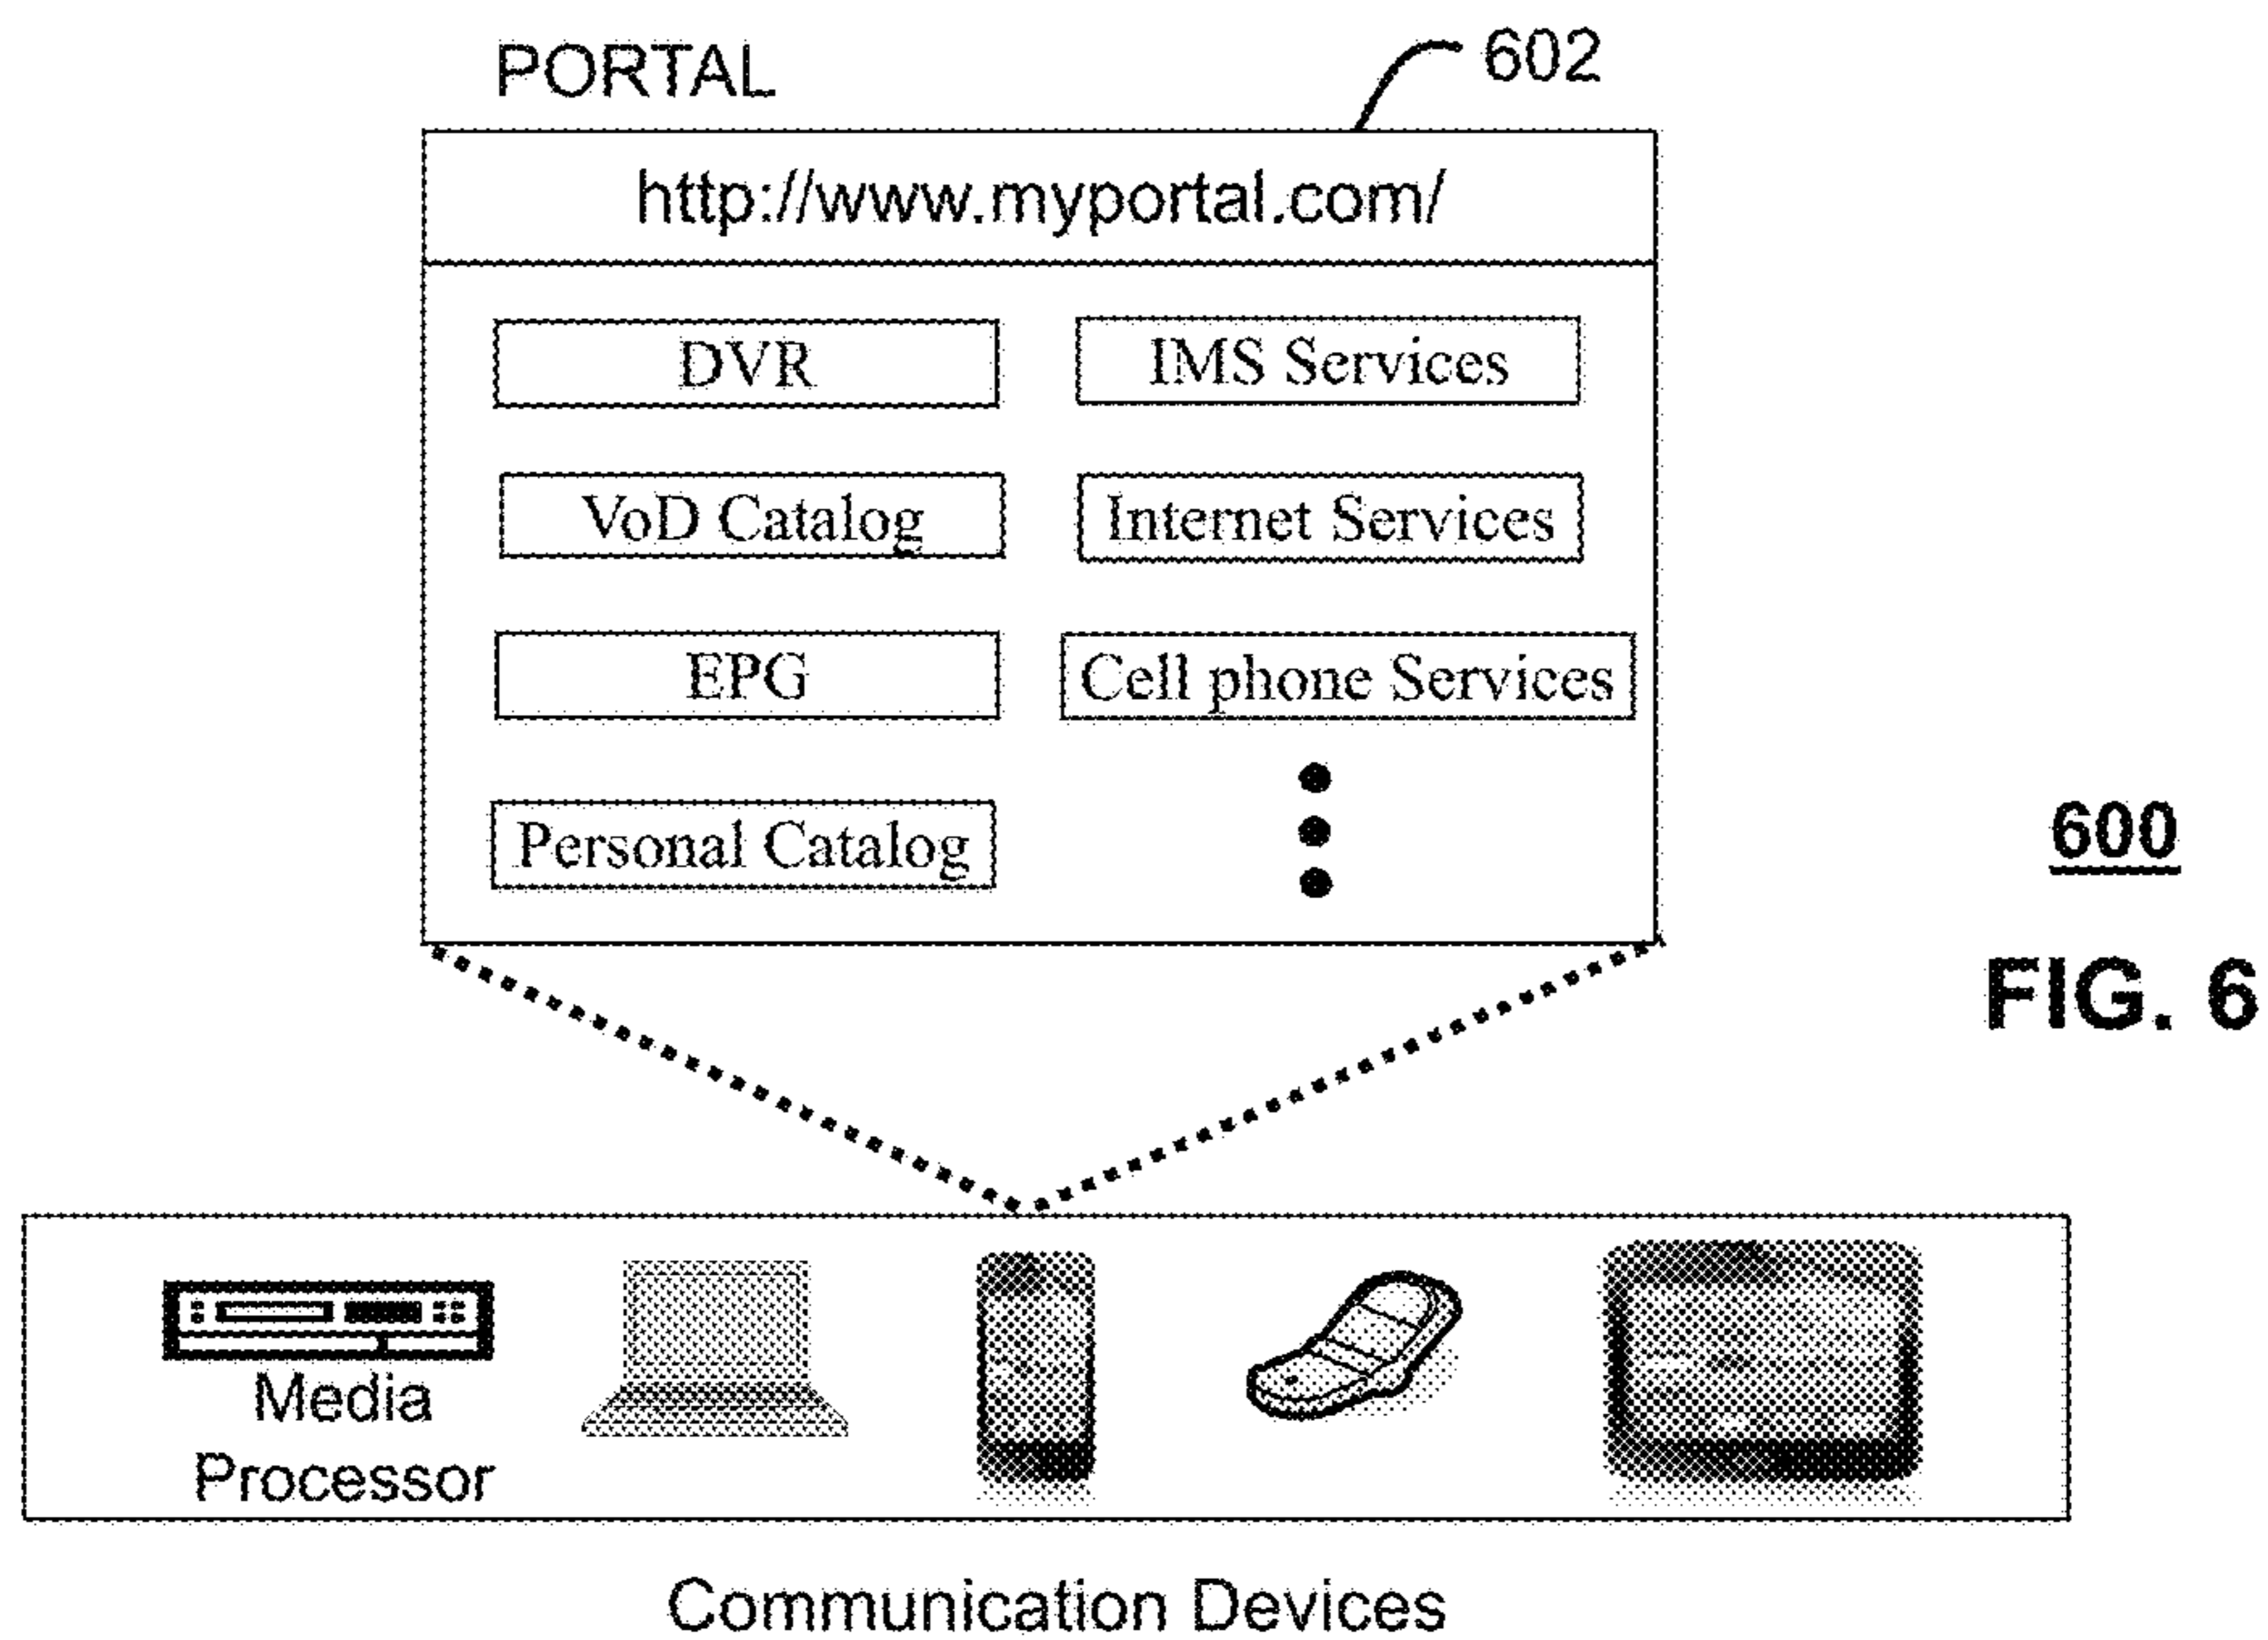 PORTAL
602
http://www.myportal.com/
DVR
IMS Services
VoD Catalog
Internet Services
EPG
Cell phone Services
Personal Catalog
600
FIG. 6
Media
Processor
Communication Devices